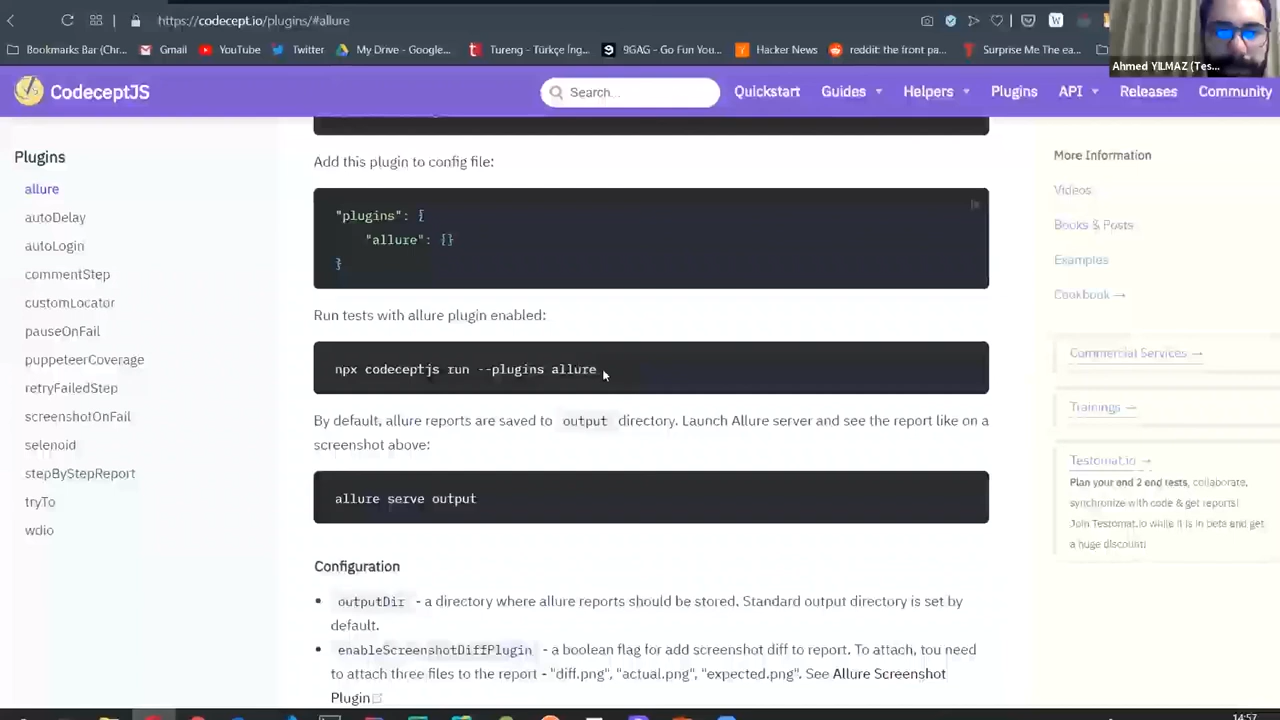 https://codecept.io/plugins/#allure
Bookmarks Bar (Chrome...
Gmail
YouTube
Twitter
My Drive - Google...
Tureng - Türkçe İng...
9GAG - Go Fun You...
Hacker News
reddit: the front pa...
Surprise Me The ea...
Ahmed YILMAZ (Tes...
CodeceptJS
Search...
Quickstart
Guides
Helpers
Plugins
API
Releases
Community
Plugins
allure
autoDelay
autoLogin
commentStep
customLocator
pauseOnFail
puppeteerCoverage
retryFailedStep
screenshotOnFail
selenoid
stepByStepReport
tryTo
wdio
Add this plugin to config file:
"plugins": {
"allure": {}
}
Run tests with allure plugin enabled:
npx codeceptjs run --plugins allure
By default, allure reports are saved to output directory. Launch Allure server and see the report like on a
screenshot above:
allure serve output
Configuration
outputDir - a directory where allure reports should be stored. Standard output directory is set by
default.
enableScreenshotDiffPlugin - a boolean flag for add screenshot diff to report. To attach, tou need
to attach three files to the report - "diff.png", "actual.png", "expected.png". See Allure Screenshot
Plugin
More Information
Videos
Books & Posts
Examples
Cookbook →
Commercial Services →
Trainings →
Testomat.io →
Plan your end 2 end tests, collaborate,
synchronize with code & get reports!
Join Testomat.io while it is in beta and get
a huge discount!
14:57